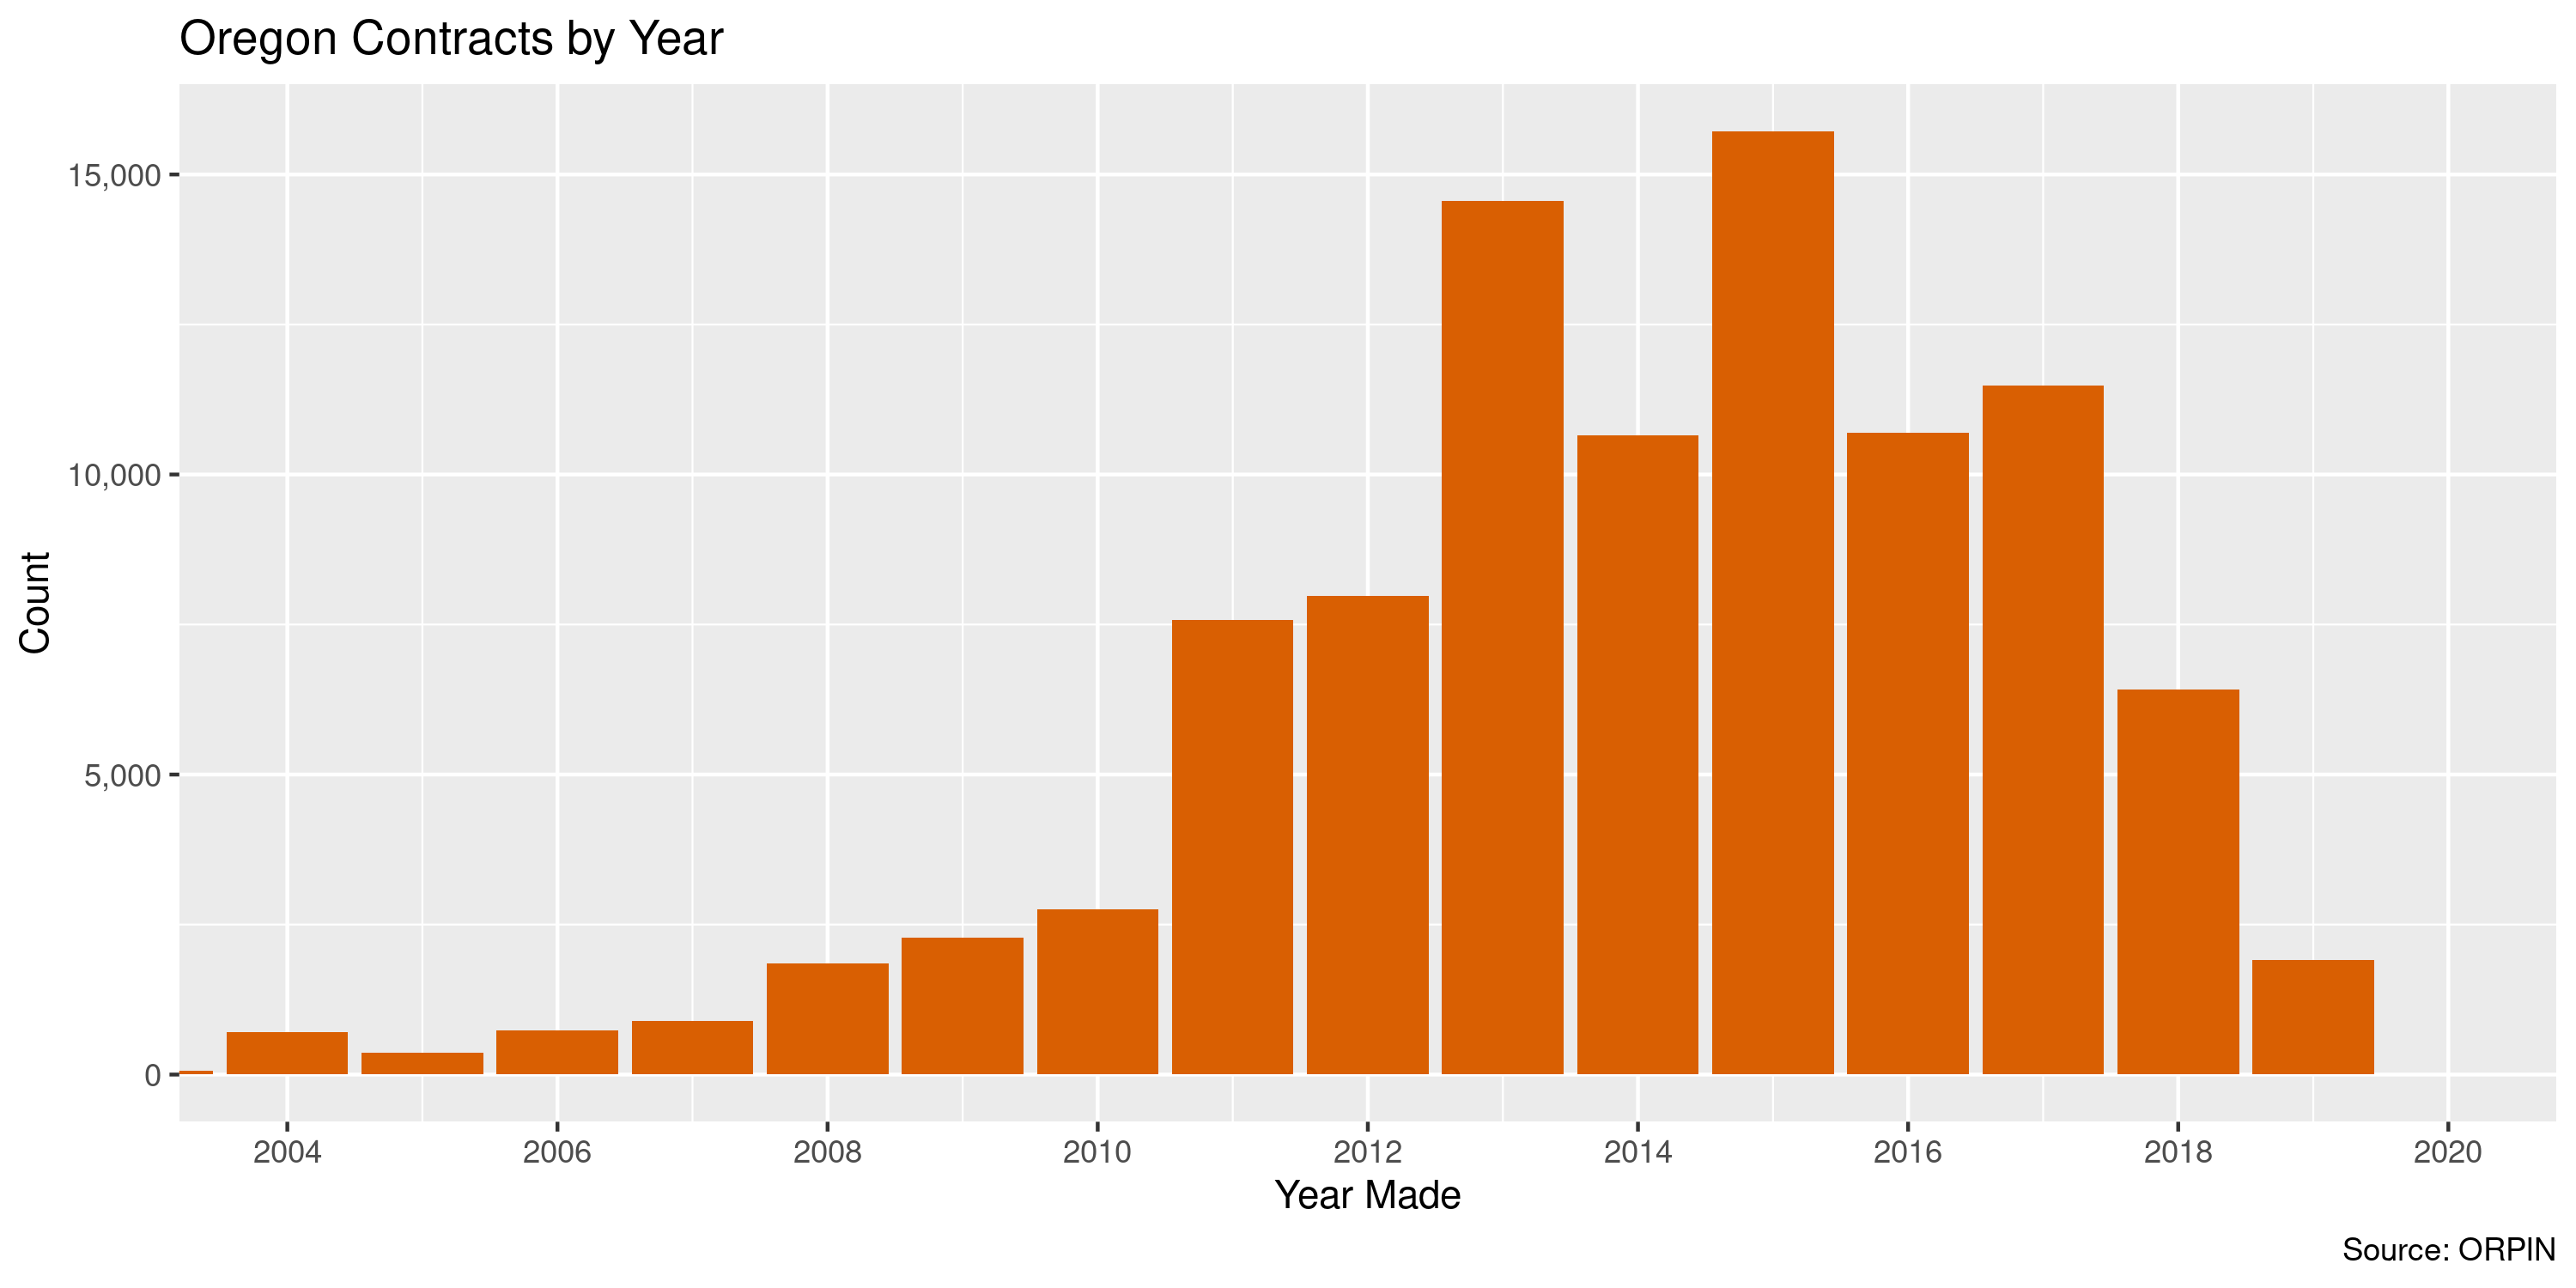 Oregon Contracts by Year
15,000
10,000
5,000
0
Count
2004 2006 2008 2010 2012 2014 2016 2018 2020
Year Made
Source: ORPIN